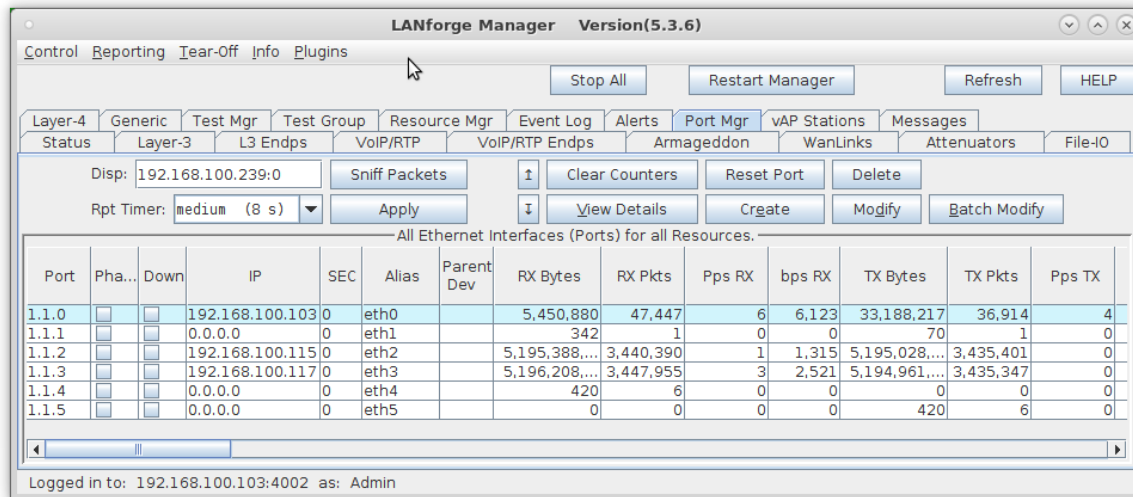 LANforge Manager Version(5.3.6)
Control Reporting Tear-Off Info Plugins
Stop All Restart Manager Refresh HELP
Layer-4 Generic Test Mgr Test Group Resource Mgr Event Log Alerts Port Mgr vAP Stations Messages
Status Layer-3 L3 Endps VoIP/RTP VoIP/RTP Endps Armageddon WanLinks Attenuators File-IO
Disp: 192.168.100.239:0 Sniff Packets ↥ Clear Counters Reset Port Delete
Rpt Timer: medium (8 s) Apply ↧ View Details Create Modify Batch Modify
All Ethernet Interfaces (Ports) for all Resources.
Port Pha... Down IP SEC Alias Parent Dev RX Bytes RX Pkts Pps RX bps RX TX Bytes TX Pkts Pps TX
1.1.0 192.168.100.103 0 eth0 5,450,880 47,447 6 6,123 33,188,217 36,914 4
1.1.1 0.0.0.0 0 eth1 342 1 0 0 70 1 0
1.1.2 192.168.100.115 0 eth2 5,195,388,... 3,440,390 1 1,315 5,195,028,... 3,435,401 0
1.1.3 192.168.100.117 0 eth3 5,196,208,... 3,447,955 3 2,521 5,194,961,... 3,435,347 0
1.1.4 0.0.0.0 0 eth4 420 6 0 0 0 0 0
1.1.5 0.0.0.0 0 eth5 0 0 0 0 420 6 0
Logged in to: 192.168.100.103:4002 as: Admin